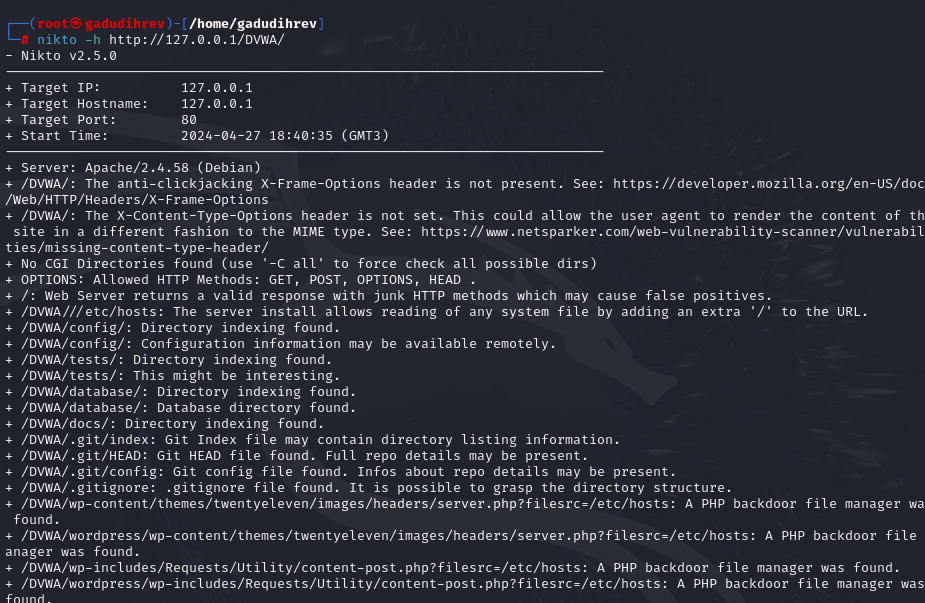 ┌──(root㉿gadudihrev)-[/home/gadudihrev]
└─# nikto -h http://127.0.0.1/DVWA/
- Nikto v2.5.0
---------------------------------------------------------------------------
+ Target IP:          127.0.0.1
+ Target Hostname:    127.0.0.1
+ Target Port:        80
+ Start Time:         2024-04-27 18:40:35 (GMT3)
---------------------------------------------------------------------------
+ Server: Apache/2.4.58 (Debian)
+ /DVWA/: The anti-clickjacking X-Frame-Options header is not present. See: https://developer.mozilla.org/en-US/doc
/Web/HTTP/Headers/X-Frame-Options
+ /DVWA/: The X-Content-Type-Options header is not set. This could allow the user agent to render the content of th
 site in a different fashion to the MIME type. See: https://www.netsparker.com/web-vulnerability-scanner/vulnerabil
ties/missing-content-type-header/
+ No CGI Directories found (use '-C all' to force check all possible dirs)
+ OPTIONS: Allowed HTTP Methods: GET, POST, OPTIONS, HEAD .
+ /: Web Server returns a valid response with junk HTTP methods which may cause false positives.
+ /DVWA///etc/hosts: The server install allows reading of any system file by adding an extra '/' to the URL.
+ /DVWA/config/: Directory indexing found.
+ /DVWA/config/: Configuration information may be available remotely.
+ /DVWA/tests/: Directory indexing found.
+ /DVWA/tests/: This might be interesting.
+ /DVWA/database/: Directory indexing found.
+ /DVWA/database/: Database directory found.
+ /DVWA/docs/: Directory indexing found.
+ /DVWA/.git/index: Git Index file may contain directory listing information.
+ /DVWA/.git/HEAD: Git HEAD file found. Full repo details may be present.
+ /DVWA/.git/config: Git config file found. Infos about repo details may be present.
+ /DVWA/.gitignore: .gitignore file found. It is possible to grasp the directory structure.
+ /DVWA/wp-content/themes/twentyeleven/images/headers/server.php?filesrc=/etc/hosts: A PHP backdoor file manager wa
 found.
+ /DVWA/wordpress/wp-content/themes/twentyeleven/images/headers/server.php?filesrc=/etc/hosts: A PHP backdoor file
anager was found.
+ /DVWA/wp-includes/Requests/Utility/content-post.php?filesrc=/etc/hosts: A PHP backdoor file manager was found.
+ /DVWA/wordpress/wp-includes/Requests/Utility/content-post.php?filesrc=/etc/hosts: A PHP backdoor file manager was
found.